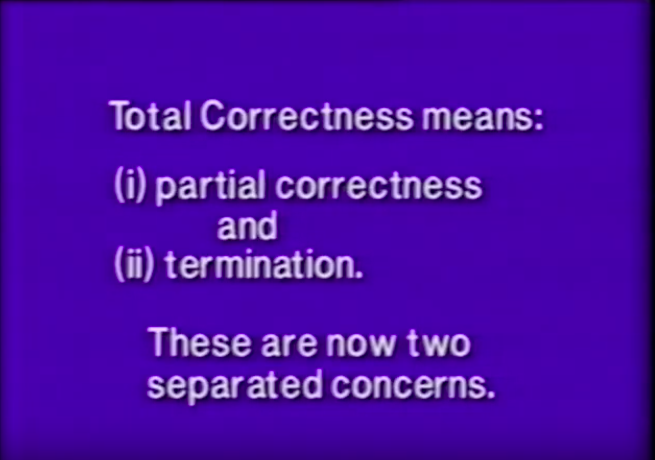 Total Correctness means:
(i) partial correctness
and
(ii) termination.
These are now two
separated concerns.